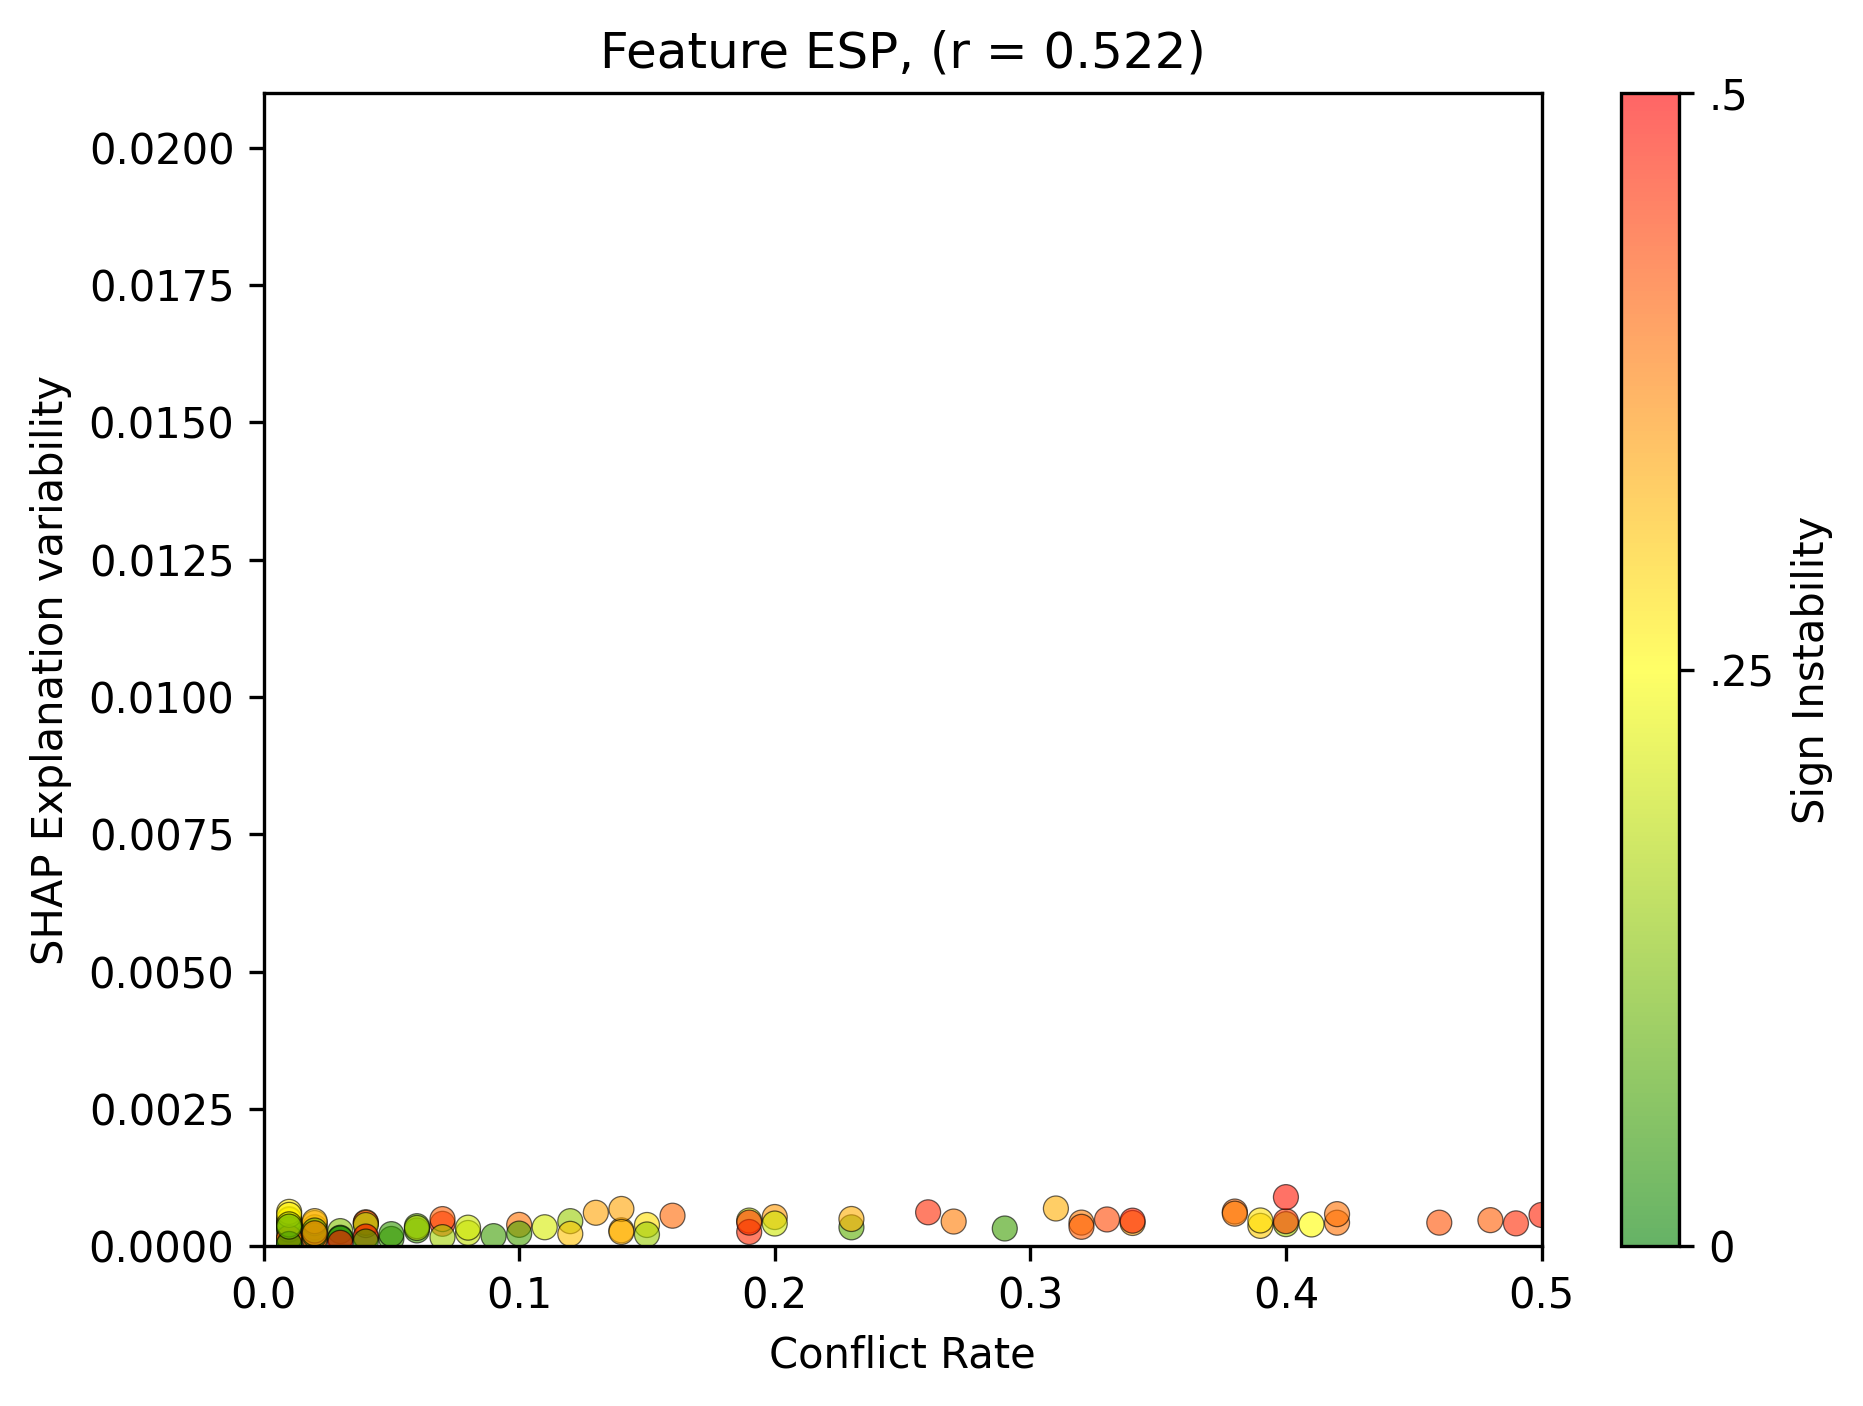 Feature ESP, (r = 0.522)
0.0200
0.0175
0.0150
0.0125
0.0100
0.0075
0.0050
0.0025
0.0000
SHAP Explanation variability
0.0 0.1 0.2 0.3 0.4 0.5
Conflict Rate
.5
.25
0
Sign Instability